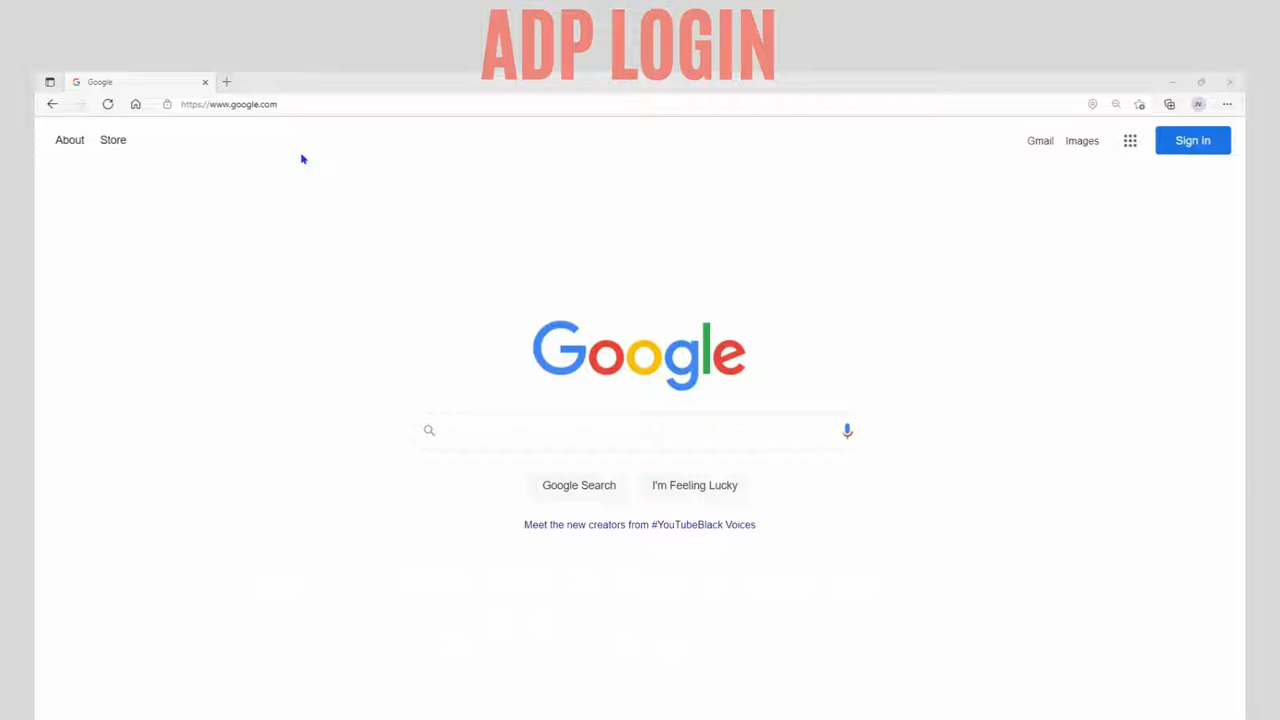 ADP LOGIN
Google
https://www.google.com
JV
About Store
Gmail Images
Sign in
Google
Google Search I'm Feeling Lucky
Meet the new creators from #YouTubeBlack Voices